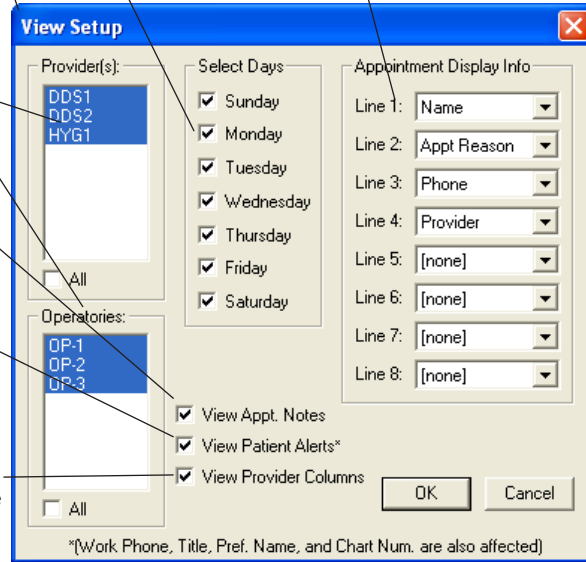 View Setup
Provider(s):
DDS1
DDS2
HYG1
All
Operatories:
OP-1
OP-2
OP-3
All
Select Days
Sunday
Monday
Tuesday
Wednesday
Thursday
Friday
Saturday
Appointment Display Info
Line 1: Name
Line 2: Appt Reason
Line 3: Phone
Line 4: Provider
Line 5: [none]
Line 6: [none]
Line 7: [none]
Line 8: [none]
View Appt. Notes
View Patient Alerts*
View Provider Columns
OK Cancel
*(Work Phone, Title, Pref. Name, and Chart Num. are also affected)